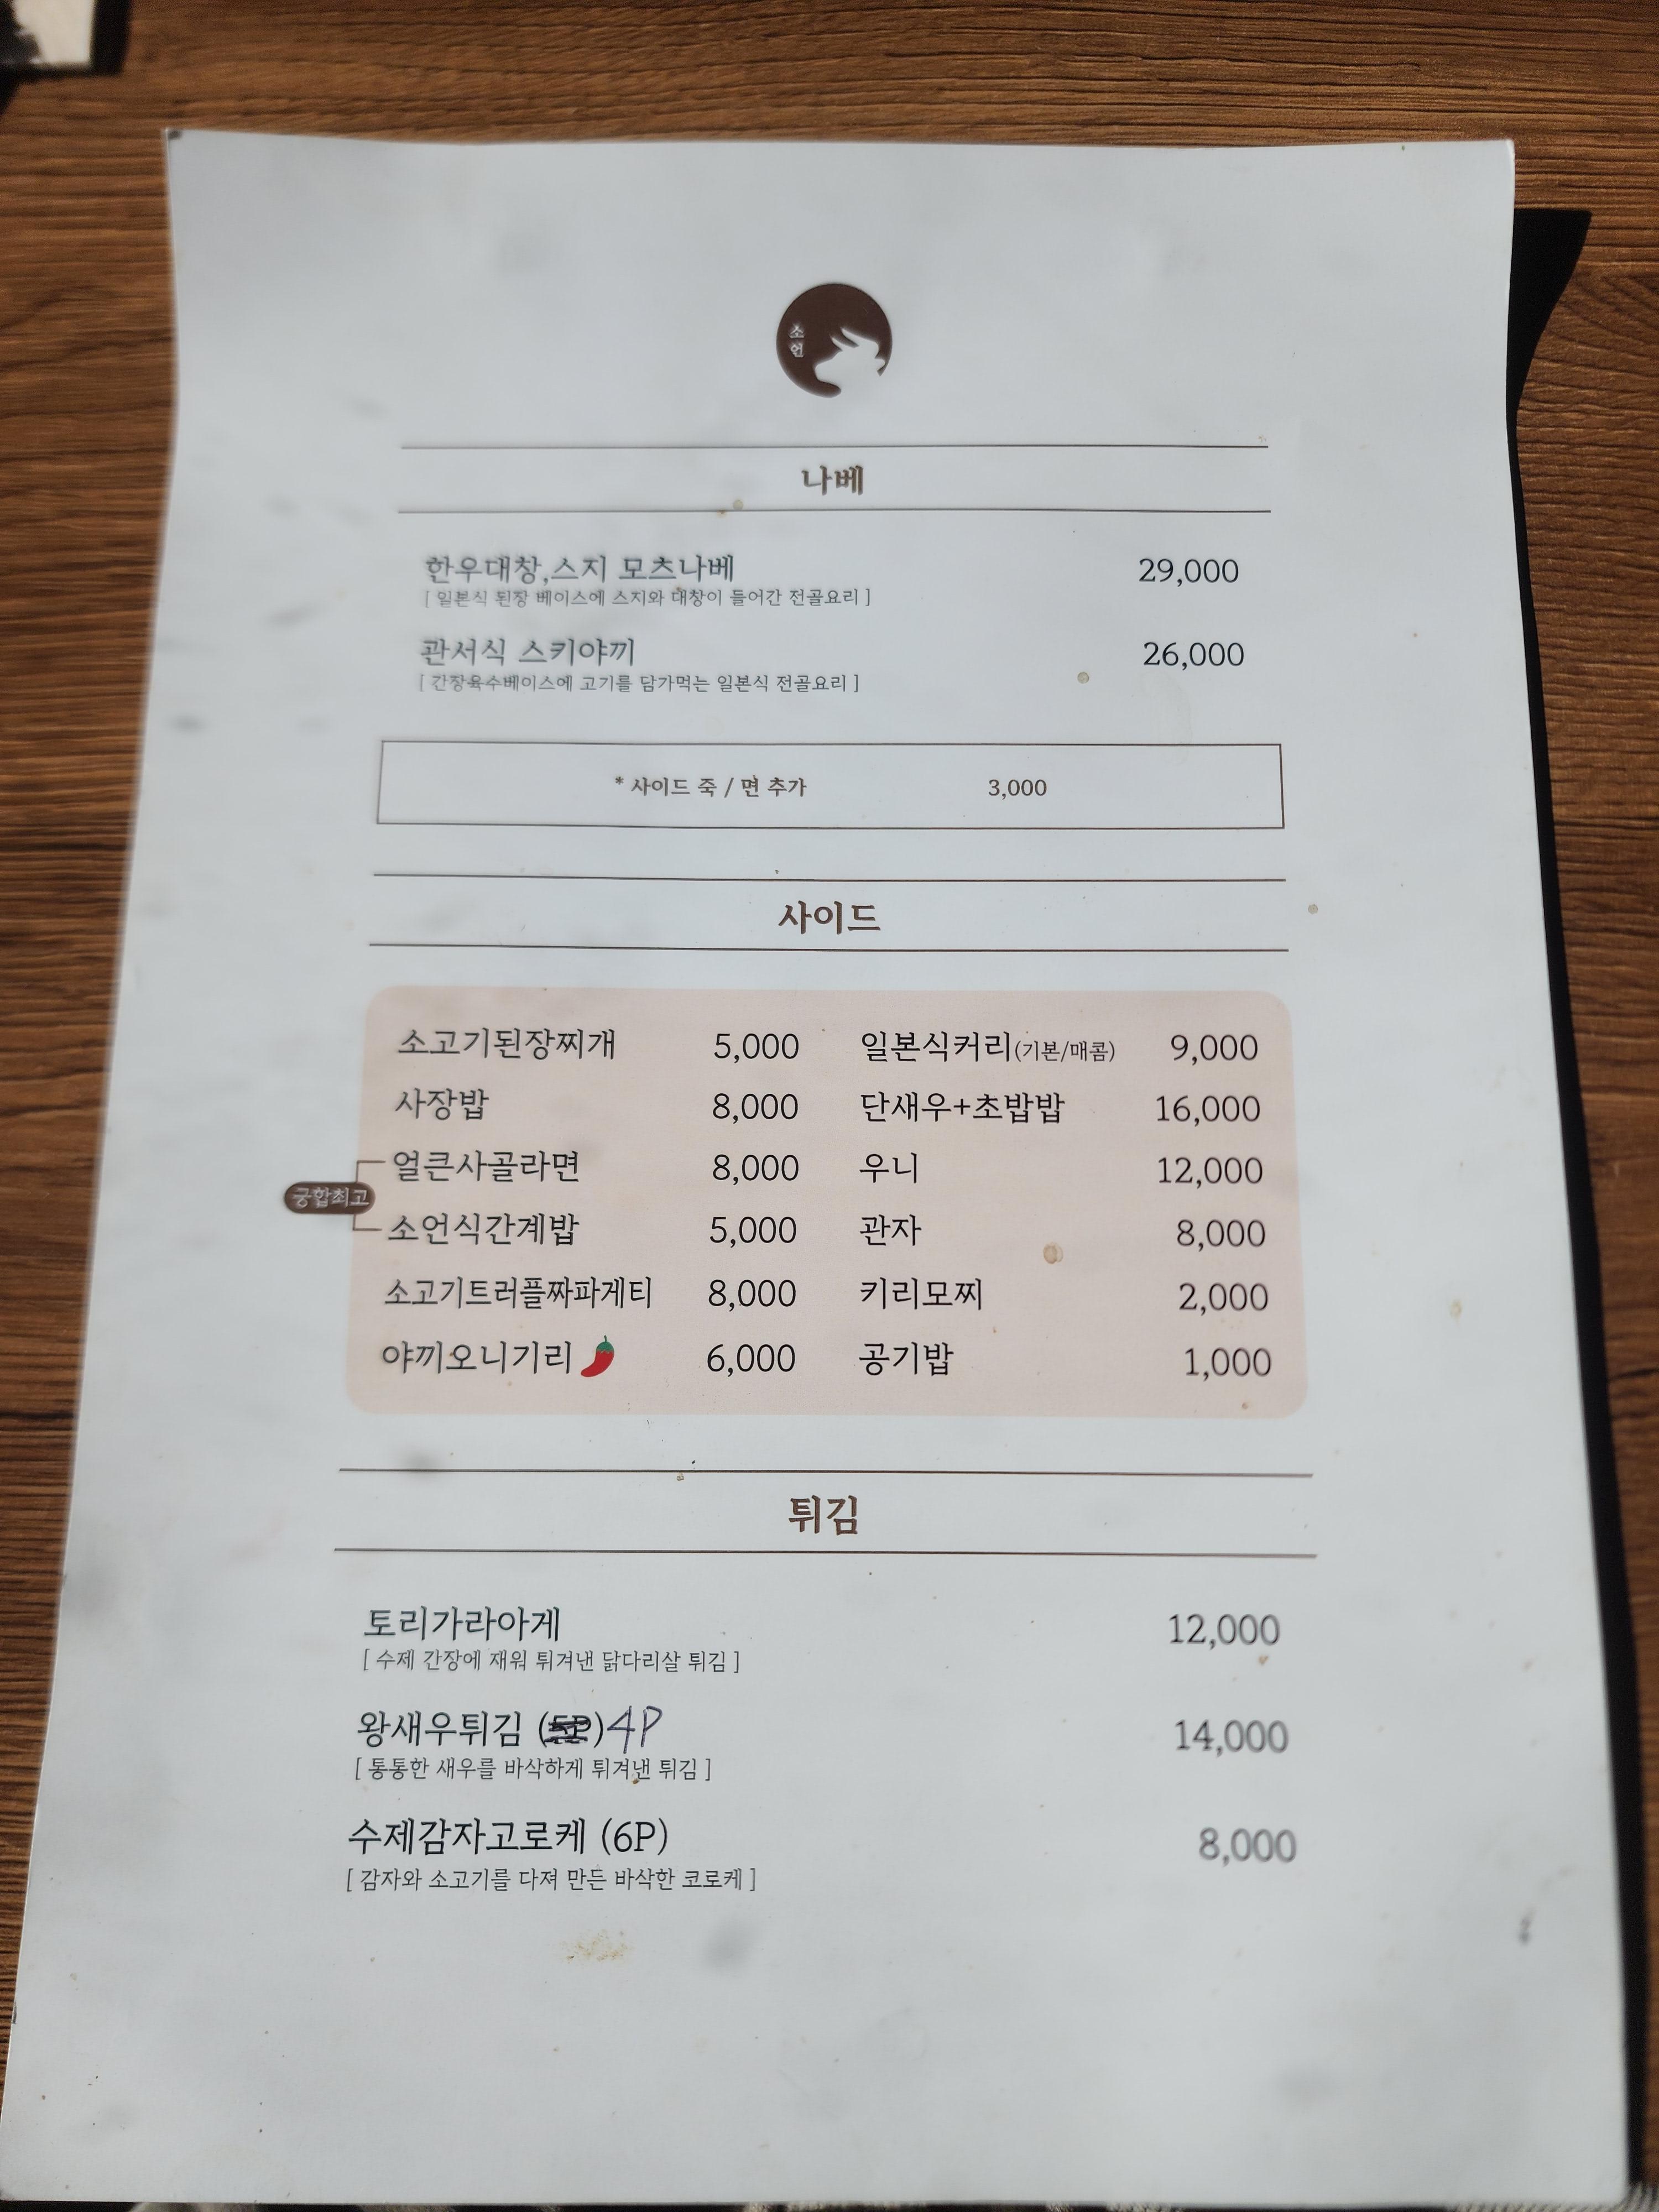 소언
나베
한우대창,스지 모츠나베 29,000
[ 일본식 된장 베이스에 스지와 대창이 들어간 전골요리 ]
관서식 스키야끼 26,000
[ 간장육수베이스에 고기를 담가먹는 일본식 전골요리 ]
* 사이드 죽 / 면 추가 3,000
사이드
소고기된장찌개 5,000 일본식커리(기본/매콤) 9,000
사장밥 8,000 단새우+초밥밥 16,000
얼큰사골라면 8,000 우니 12,000
궁합최고
소언식간계밥 5,000 관자 8,000
소고기트러플짜파게티 8,000 키리모찌 2,000
야끼오니기리 6,000 공기밥 1,000
튀김
토리가라아게 12,000
[ 수제 간장에 재워 튀겨낸 닭다리살 튀김 ]
왕새우튀김 (5P)4P 14,000
[ 통통한 새우를 바삭하게 튀겨낸 튀김 ]
수제감자고로케 (6P) 8,000
[ 감자와 소고기를 다져 만든 바삭한 코로케 ]